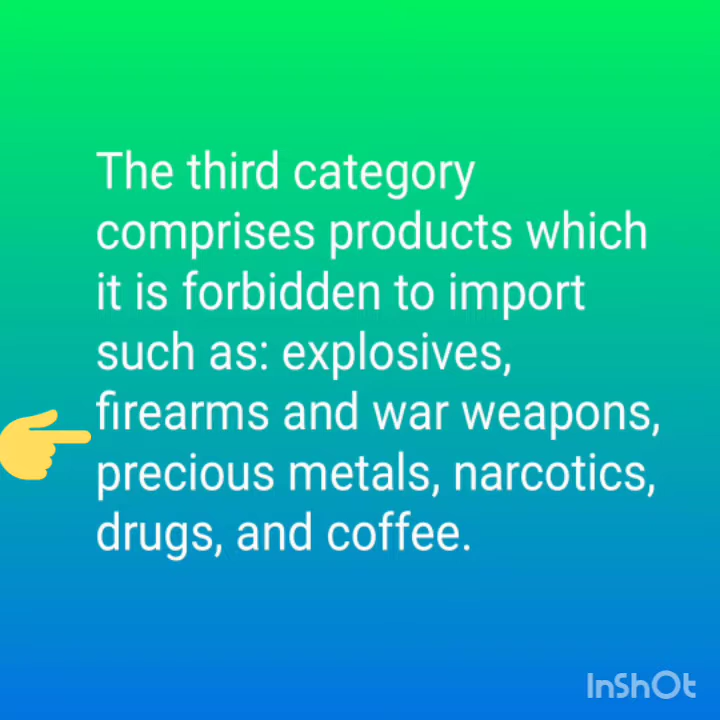 The third category
comprises products which
it is forbidden to import
such as: explosives,
firearms and war weapons,
precious metals, narcotics,
drugs, and coffee.
InShOt